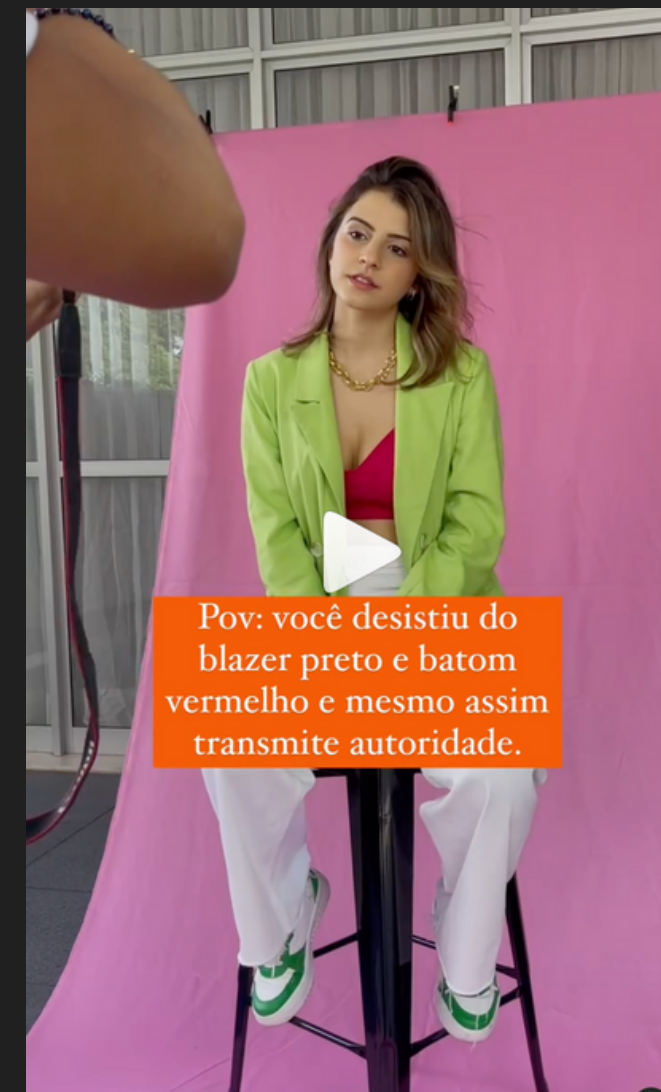 Pov: você desistiu do
blazer preto e batom
vermelho e mesmo assim
transmite autoridade.